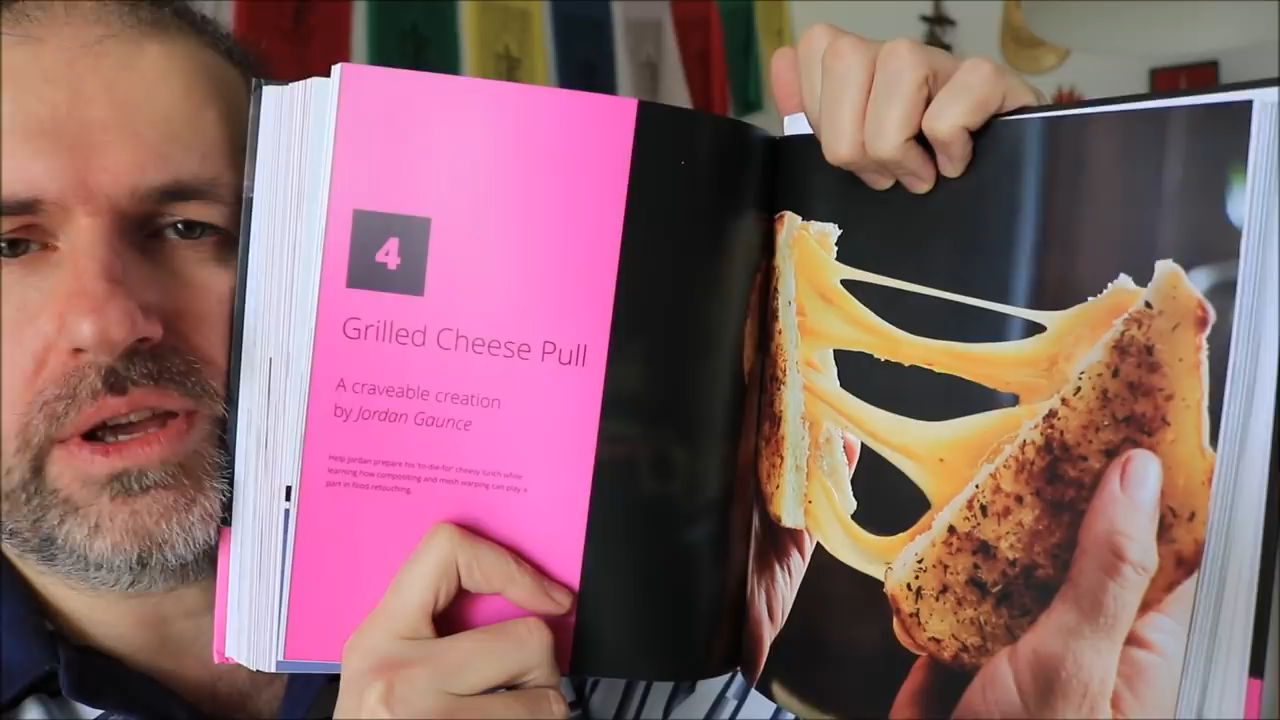 4
Grilled Cheese Pull
A craveable creation
by Jordan Gaunce
Help Jordan prepare his 'to-die-for' cheesy lunch while
learning how compositing and mesh warping can play a
part in food retouching.